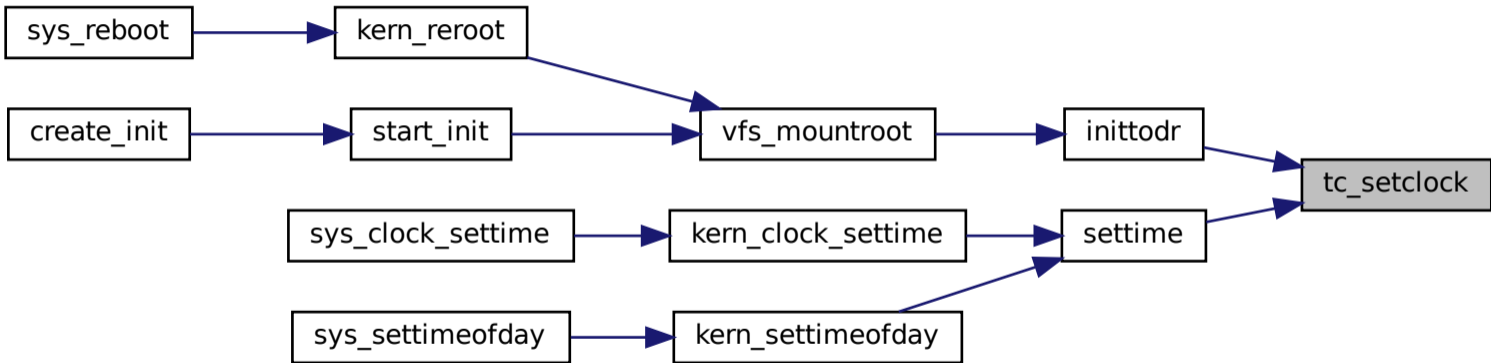 sys_reboot
kern_reroot
create_init
start_init
vfs_mountroot
inittodr
tc_setclock
sys_clock_settime
kern_clock_settime
settime
sys_settimeofday
kern_settimeofday